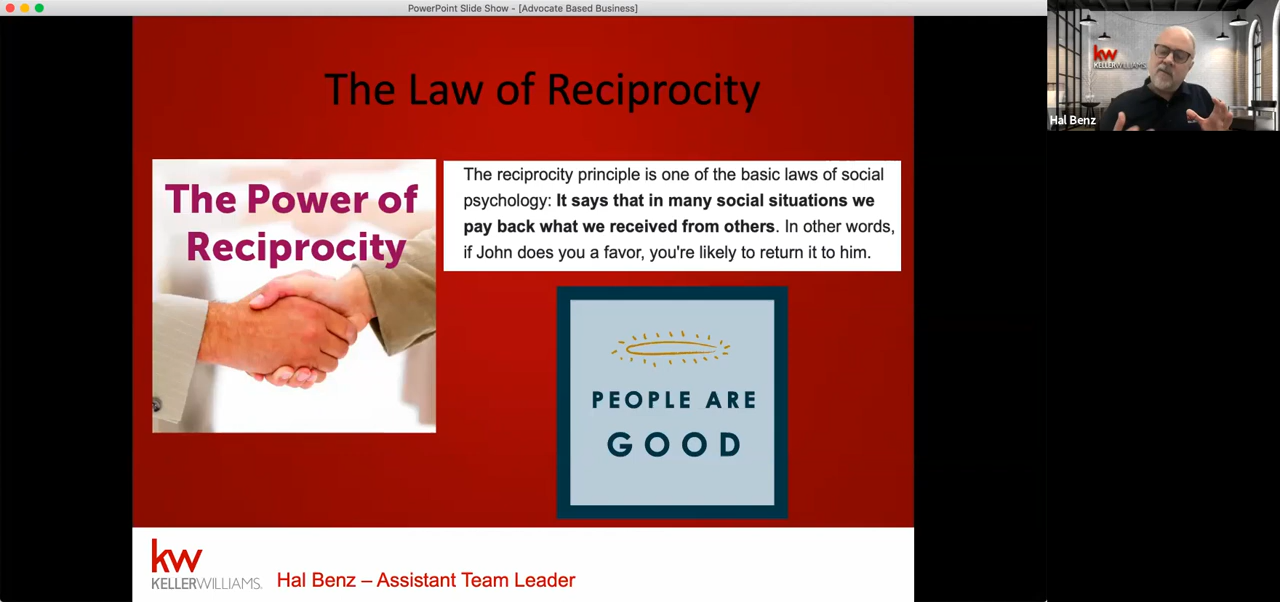 PowerPoint Slide Show - [Advocate Based Business]
The Law of Reciprocity
The Power of
Reciprocity
The reciprocity principle is one of the basic laws of social
psychology: It says that in many social situations we
pay back what we received from others. In other words,
if John does you a favor, you're likely to return it to him.
PEOPLE ARE
GOOD
kw
KELLERWILLIAMS.
Hal Benz – Assistant Team Leader
kw
KELLERWILLIAMS.
Hal Benz